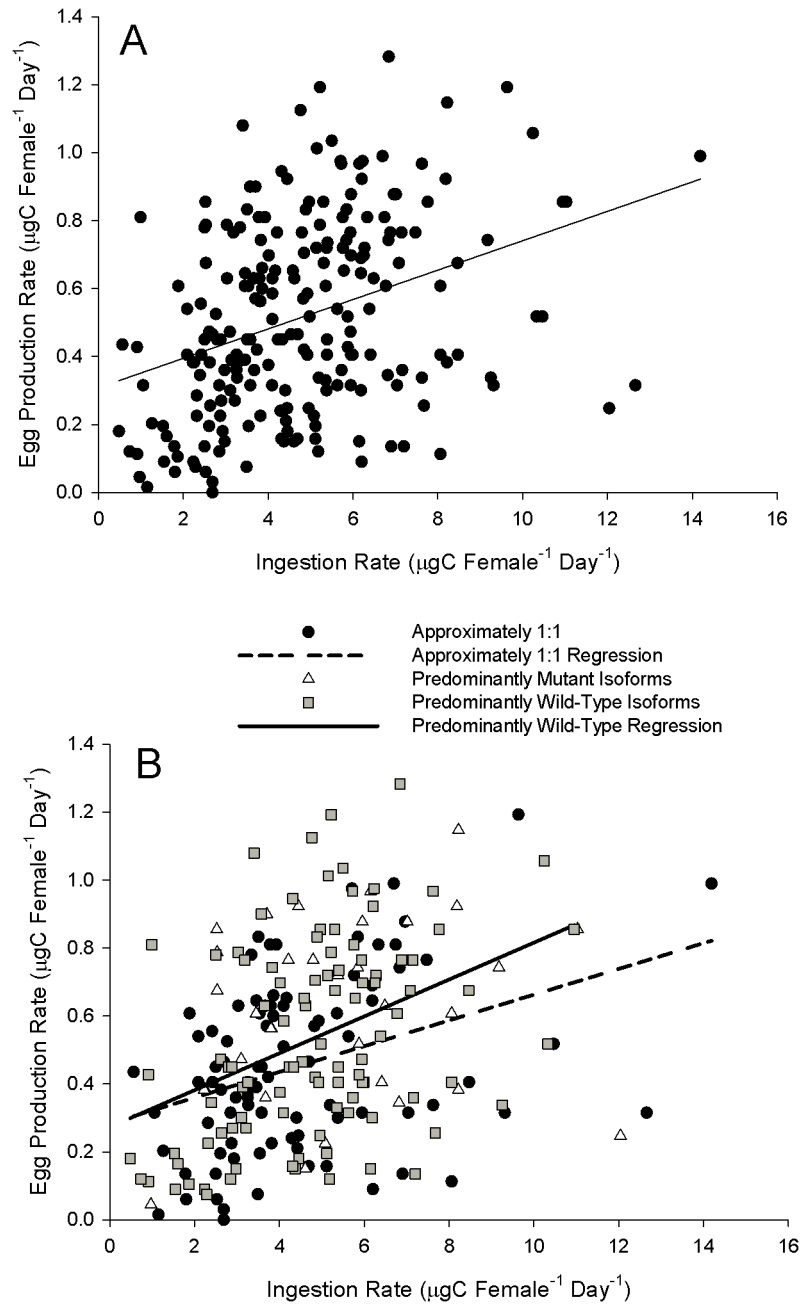 A
1.4
1.2
1.0
0.8
0.6
0.4
0.2
0.0
Egg Production Rate (µgC Female⁻¹ Day⁻¹)
0 2 4 6 8 10 12 14 16
Ingestion Rate (µgC Female⁻¹ Day⁻¹)
Approximately 1:1
Approximately 1:1 Regression
Predominantly Mutant Isoforms
Predominantly Wild-Type Isoforms
Predominantly Wild-Type Regression
B
1.4
1.2
1.0
0.8
0.6
0.4
0.2
0.0
Egg Production Rate (µgC Female⁻¹ Day⁻¹)
0 2 4 6 8 10 12 14 16
Ingestion Rate (µgC Female⁻¹ Day⁻¹)